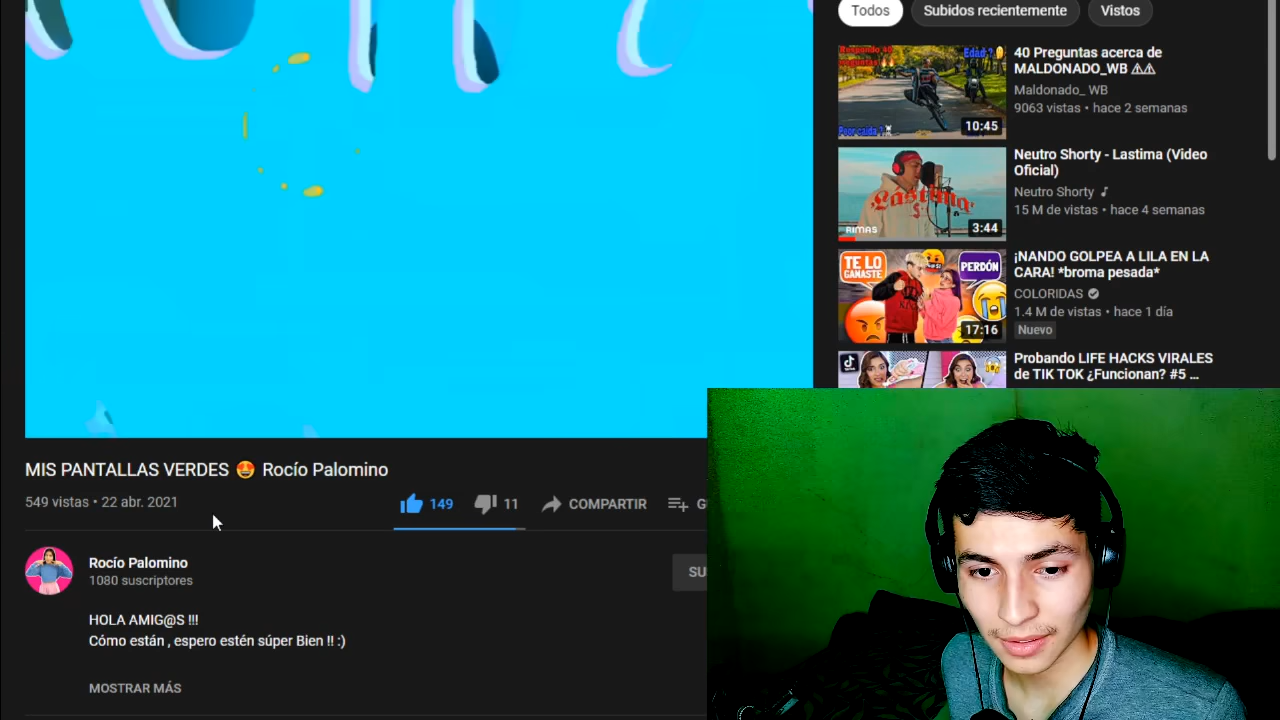 Todos
Subidos recientemente
Vistos
Edad ?
10:45
40 Preguntas acerca de
MALDONADO_WB ⚠⚠
Maldonado_ WB
9063 vistas • hace 2 semanas
Lastima
RIMAS
3:44
Neutro Shorty - Lastima (Video
Oficial)
Neutro Shorty ♪
15 M de vistas • hace 4 semanas
TE LO
GANASTE
PERDÓN
17:16
¡NANDO GOLPEA A LILA EN LA
CARA! *broma pesada*
COLORIDAS
1.4 M de vistas • hace 1 día
Nuevo
Probando LIFE HACKS VIRALES
de TIK TOK ¿Funcionan? #5 ...
MIS PANTALLAS VERDES 🤩 Rocío Palomino
549 vistas • 22 abr. 2021
149
11
COMPARTIR
Rocío Palomino
1080 suscriptores
SU
HOLA AMIG@S !!!
Cómo están , espero estén súper Bien !! :)
MOSTRAR MÁS